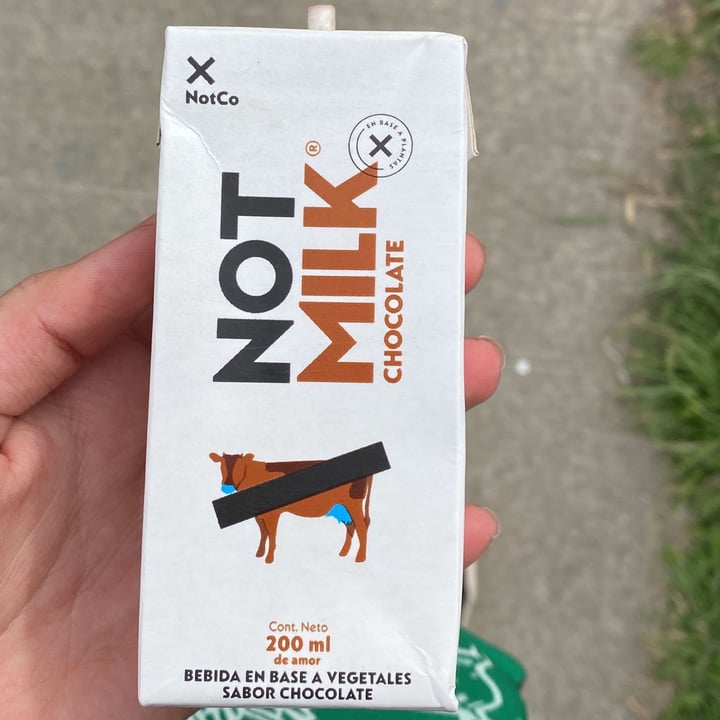 NotCo
EN BASE A PLANTAS
NOT
MILK®
CHOCOLATE
Cont. Neto
200 ml
de amor
BEBIDA EN BASE A VEGETALES
SABOR CHOCOLATE